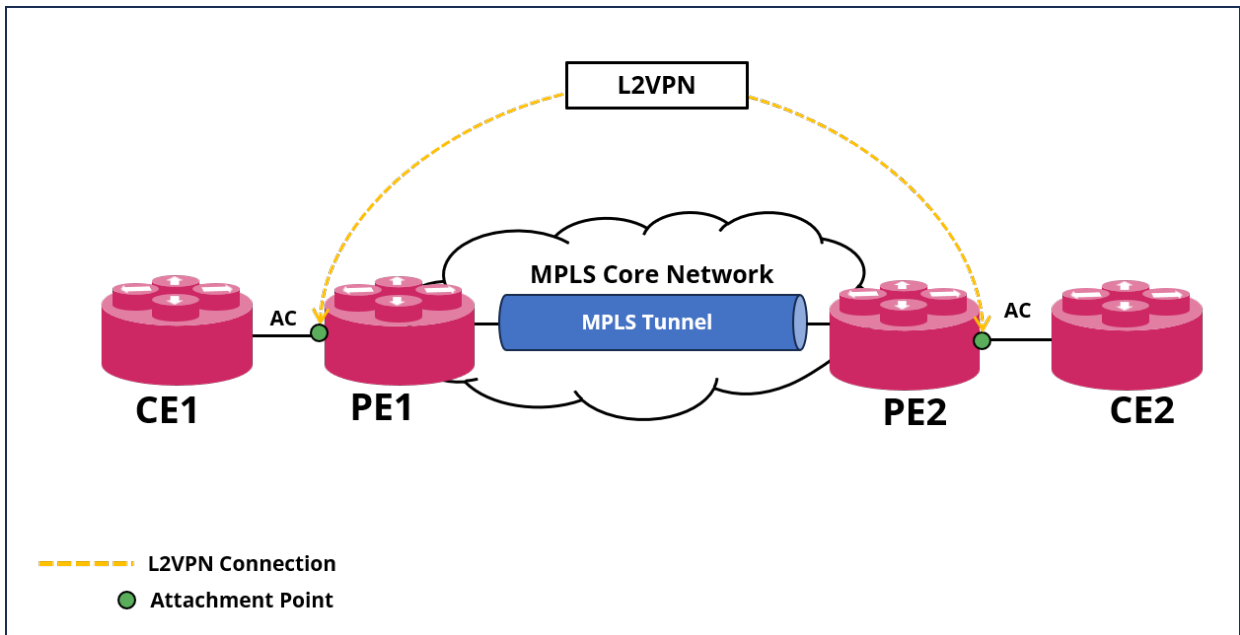 L2VPN
MPLS Core Network
MPLS Tunnel
AC
AC
CE1
PE1
PE2
CE2
L2VPN Connection
Attachment Point